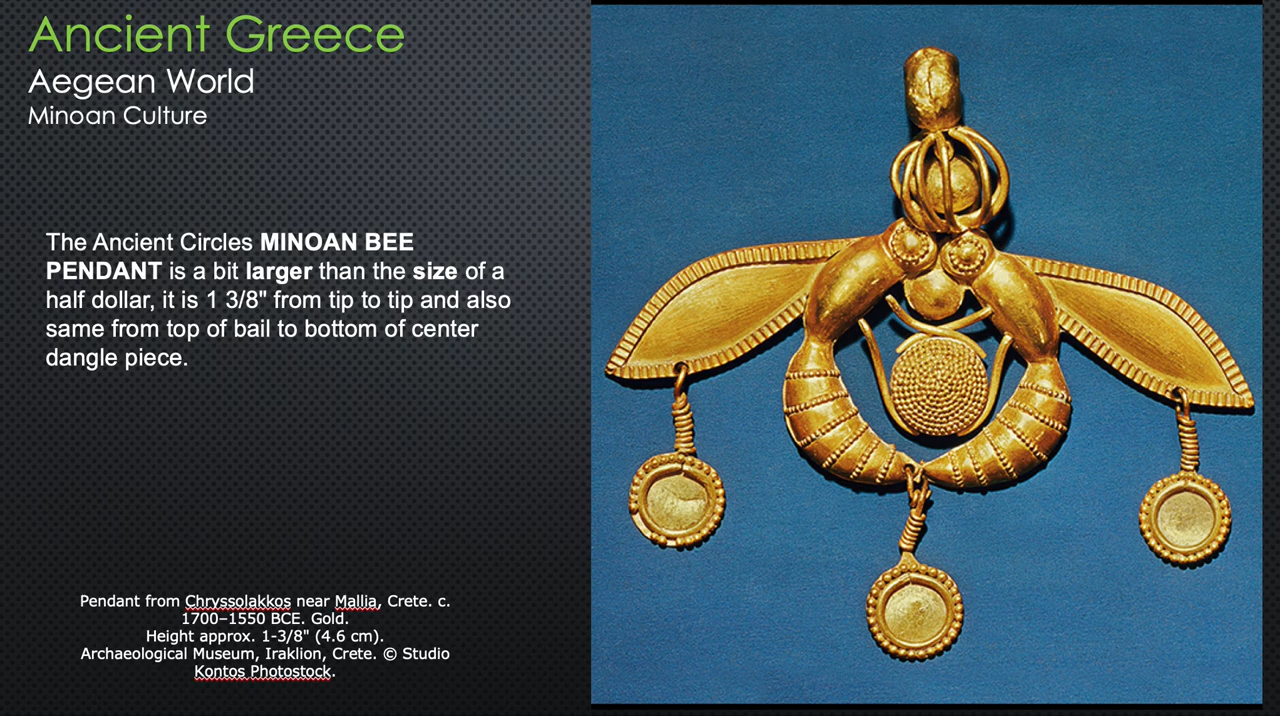 Ancient Greece
Aegean World
Minoan Culture
The Ancient Circles MINOAN BEE
PENDANT is a bit larger than the size of a
half dollar, it is 1 3/8" from tip to tip and also
same from top of bail to bottom of center
dangle piece.
Pendant from Chryssolakkos near Mallia, Crete. c.
1700–1550 BCE. Gold.
Height approx. 1-3/8" (4.6 cm).
Archaeological Museum, Iraklion, Crete. © Studio
Kontos Photostock.